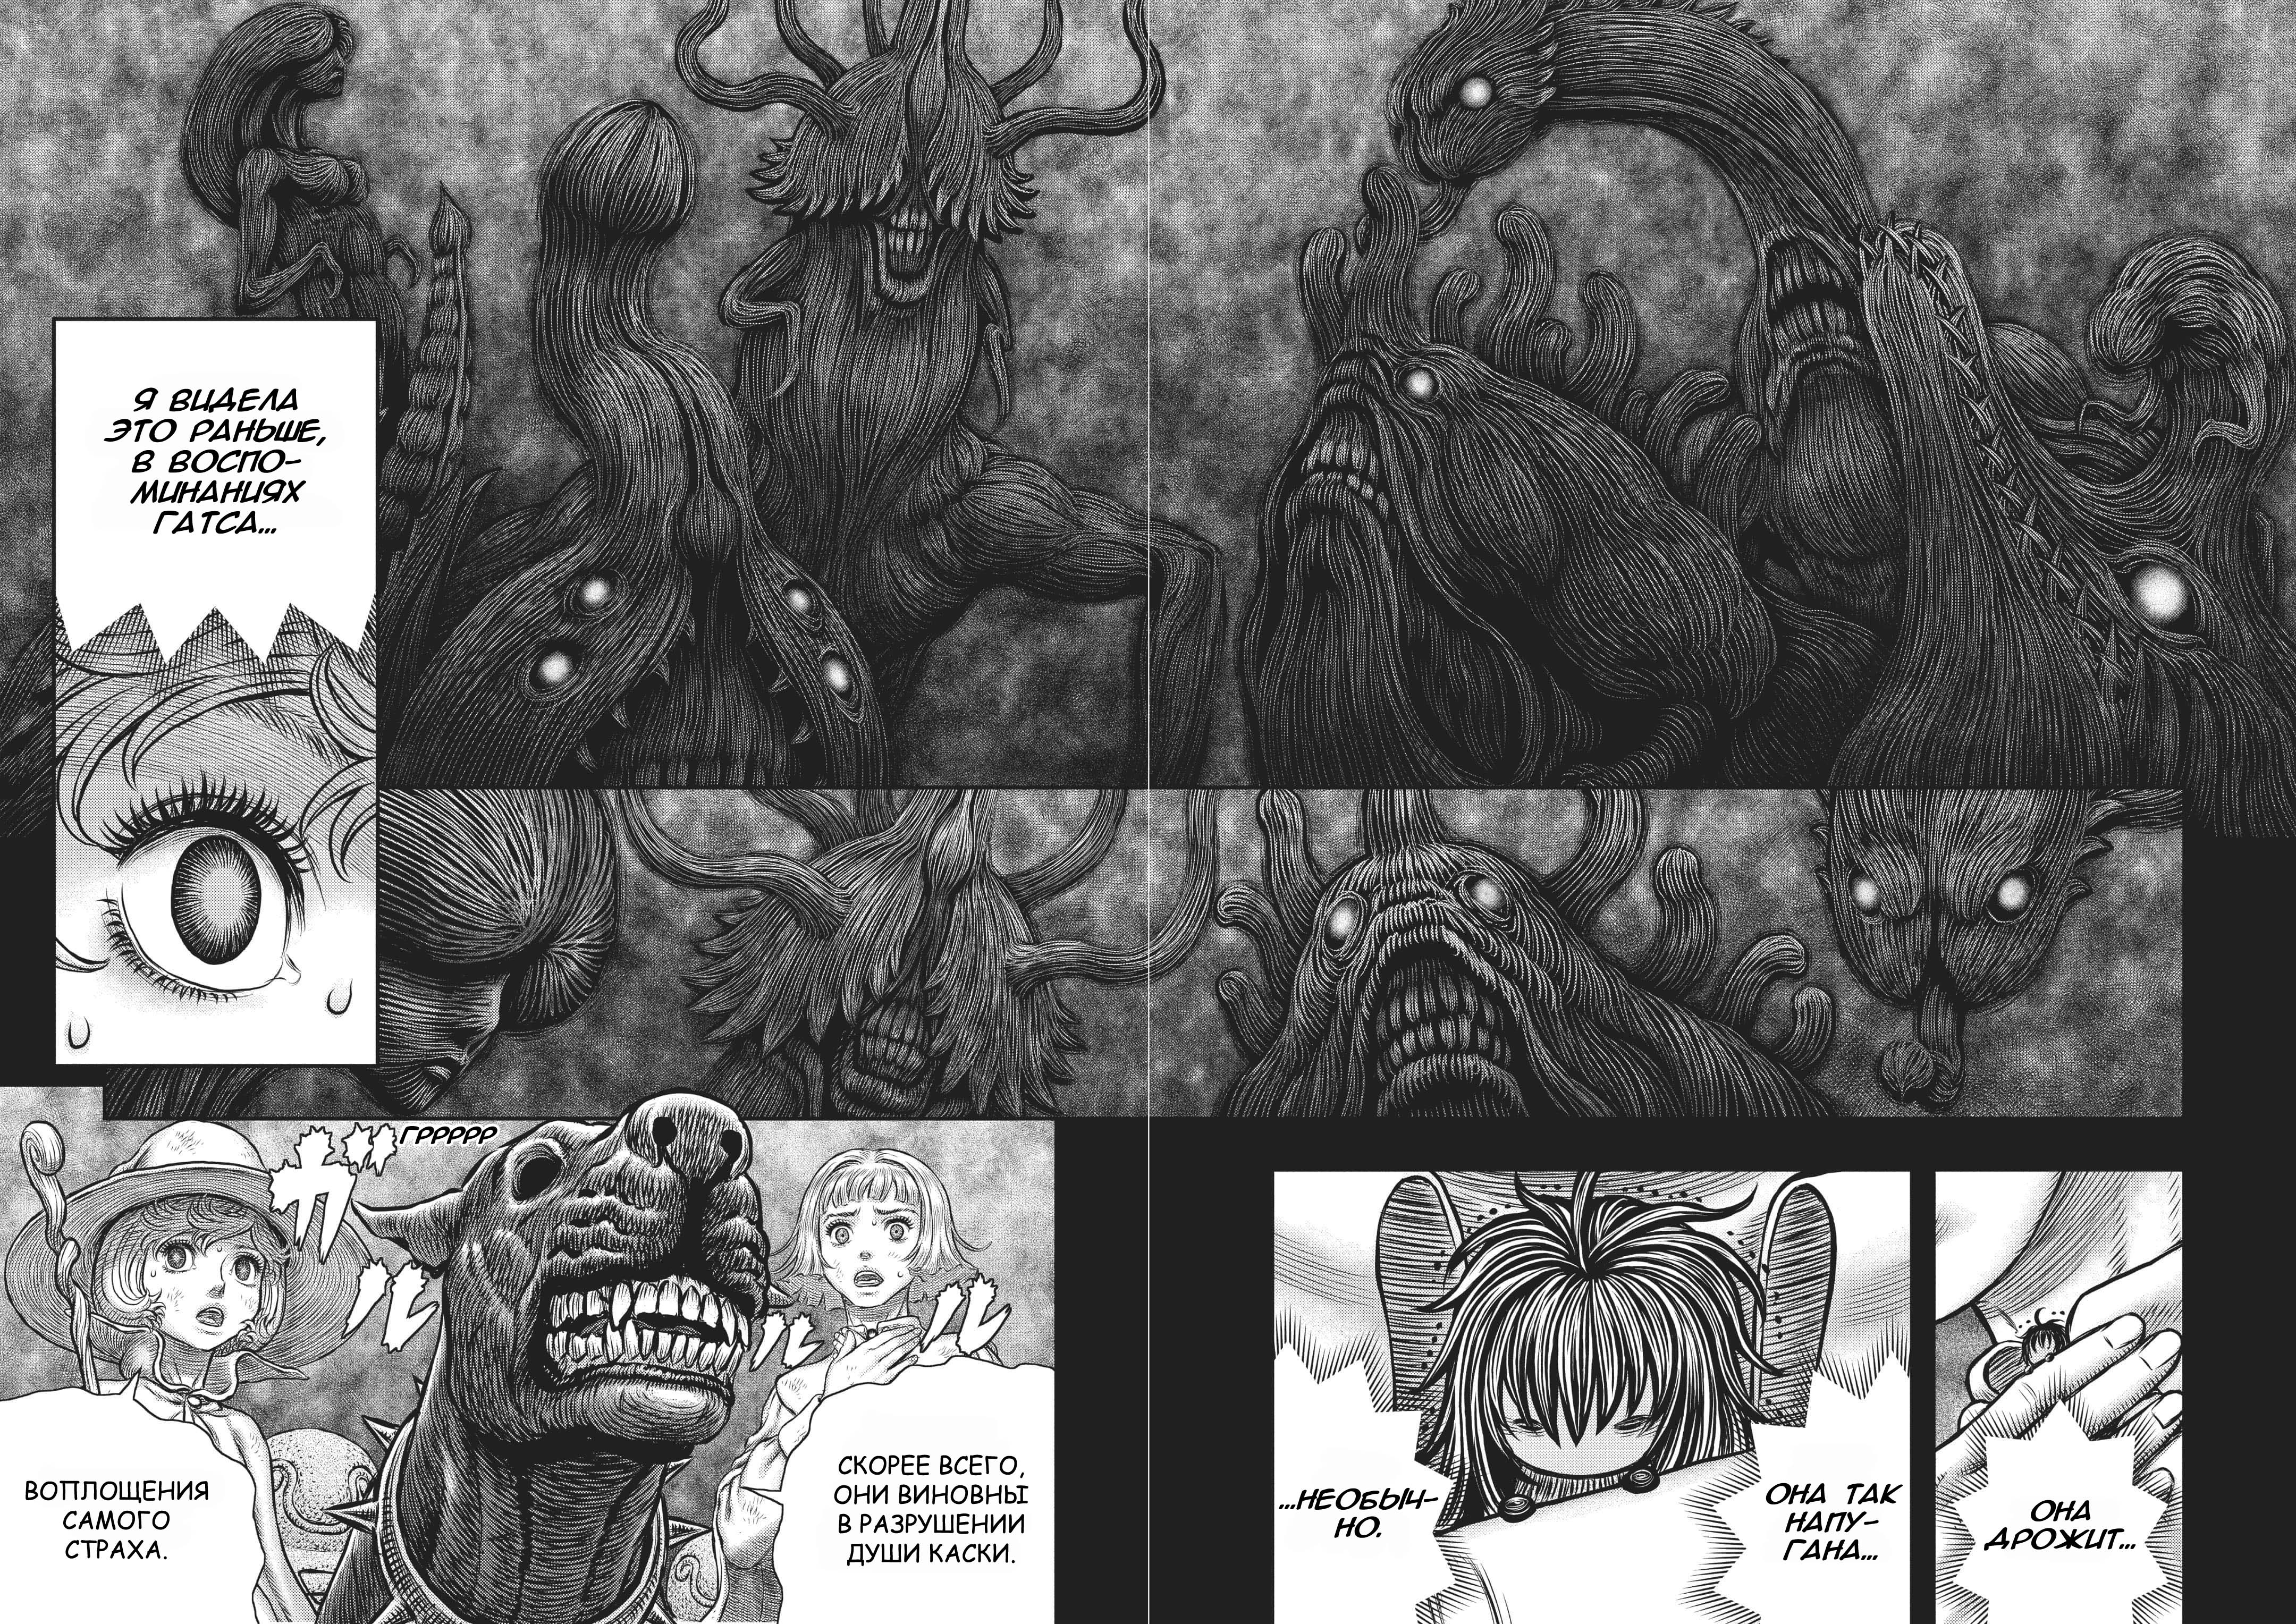 Я ВИДЕЛА
ЭТО РАНЬШЕ,
В ВОСПО-
МИНАНИЯХ
ГАТСА...
ОНА
ДРОЖИТ...
ОНА ТАК
НАПУ-
ГАНА...
...НЕОБЫЧ-
НО.
ГРРРРР
СКОРЕЕ ВСЕГО,
ОНИ ВИНОВНЫ
В РАЗРУШЕНИИ
ДУШИ КАСКИ.
ВОПЛОЩЕНИЯ
САМОГО
СТРАХА.